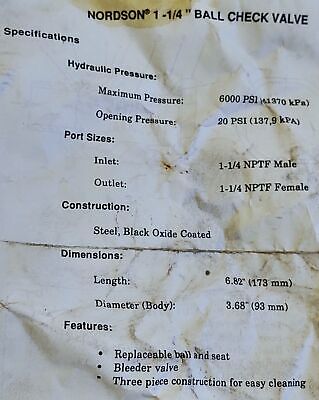 NORDSON® 1 -1/4" BALL CHECK VALVE
Specifications
Hydraulic Pressure:
Maximum Pressure: 6000 PSI (41370 kPa)
Opening Pressure: 20 PSI (137,9 kPA)
Port Sizes:
Inlet: 1-1/4 NPTF Male
Outlet: 1-1/4 NPTF Female
Construction:
Steel, Black Oxide Coated
Dimensions:
Length: 6.82" (173 mm)
Diameter (Body): 3.68" (93 mm)
Features:
• Replaceable ball and seat
• Bleeder valve
• Three piece construction for easy cleaning